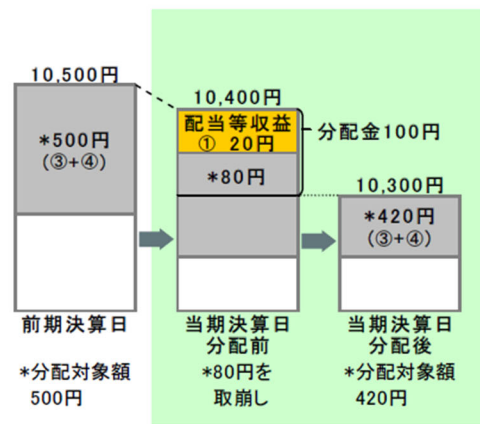 10,500円
*500円
(③+④)
前期決算日
*分配対象額
500円
10,400円
配当等収益
① 20円
*80円
分配金100円
当期決算日
分配前
*80円を
取崩し
10,300円
*420円
(③+④)
当期決算日
分配後
*分配対象額
420円